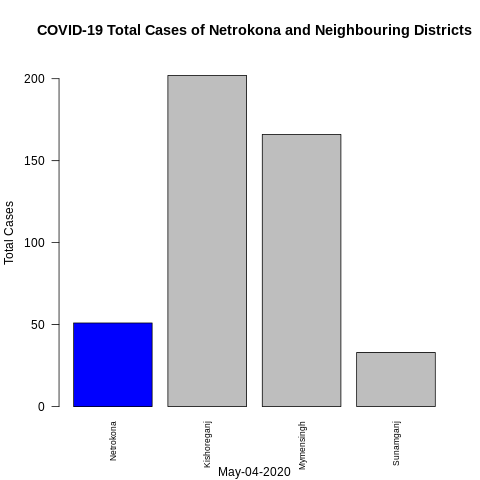 COVID-19 Total Cases of Netrokona and Neighbouring Districts
Total Cases
200
150
100
50
0
Netrokona
Kishoreganj
Mymensingh
Sunamganj
May-04-2020